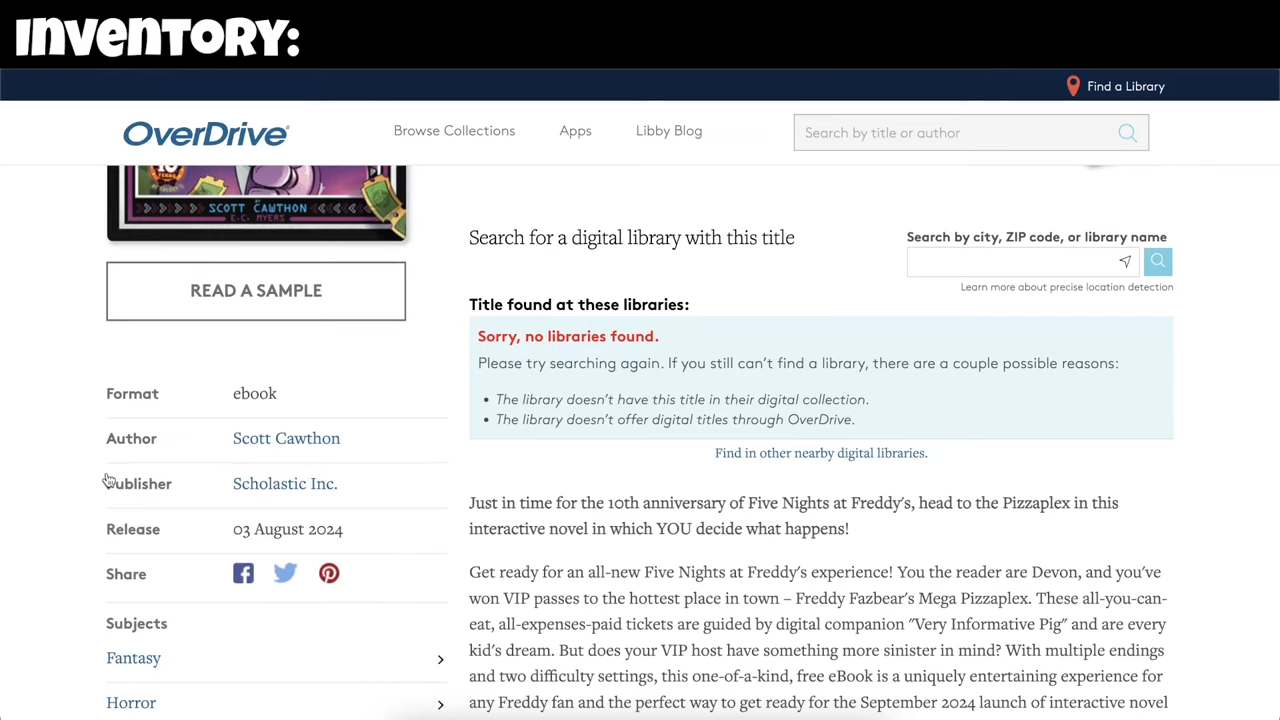 INVENTORY:
Find a Library
OverDrive
Browse Collections
Apps
Libby Blog
Search by title or author
SCOTT CAWTHON
E.C. MYERS
READ A SAMPLE
Format ebook
Author Scott Cawthon
Publisher Scholastic Inc.
Release 03 August 2024
Share
Subjects
Fantasy
Horror
Search for a digital library with this title
Search by city, ZIP code, or library name
Learn more about precise location detection
Title found at these libraries:
Sorry, no libraries found.
Please try searching again. If you still can't find a library, there are a couple possible reasons:
• The library doesn't have this title in their digital collection.
• The library doesn't offer digital titles through OverDrive.
Find in other nearby digital libraries.
Just in time for the 10th anniversary of Five Nights at Freddy's, head to the Pizzaplex in this
interactive novel in which YOU decide what happens!
Get ready for an all-new Five Nights at Freddy's experience! You the reader are Devon, and you've
won VIP passes to the hottest place in town – Freddy Fazbear's Mega Pizzaplex. These all-you-can-
eat, all-expenses-paid tickets are guided by digital companion "Very Informative Pig" and are every
kid's dream. But does your VIP host have something more sinister in mind? With multiple endings
and two difficulty settings, this one-of-a-kind, free eBook is a uniquely entertaining experience for
any Freddy fan and the perfect way to get ready for the September 2024 launch of interactive novel